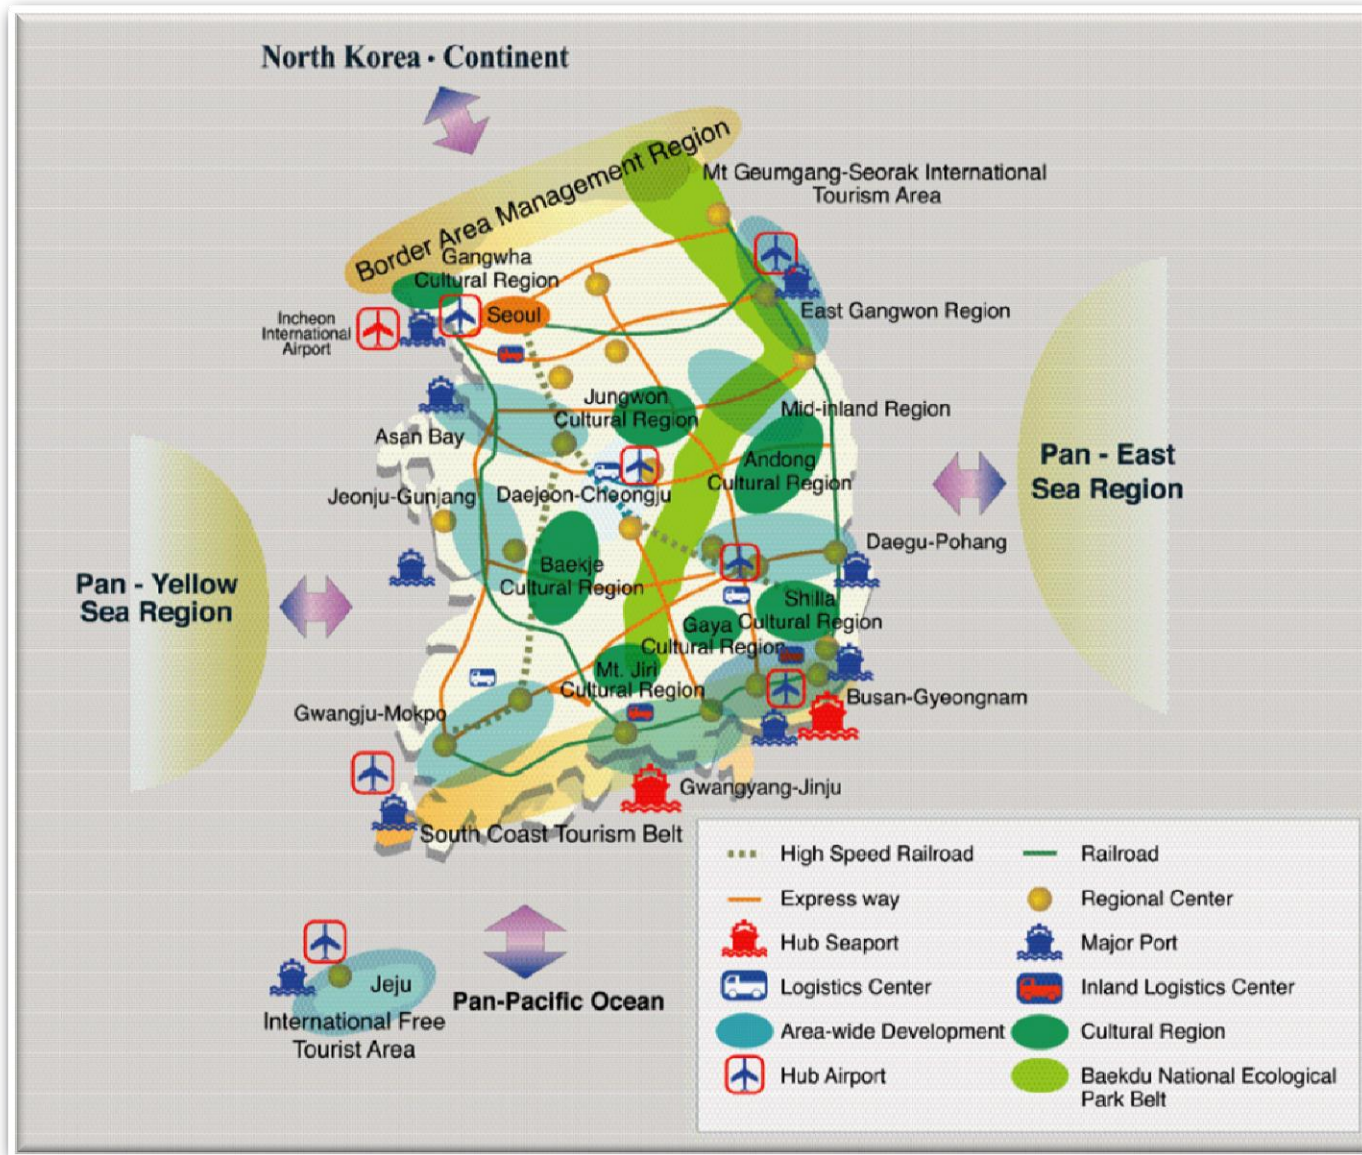 North Korea · Continent
Border Area Management Region
Mt Geumgang-Seorak International
Tourism Area
Gangwha
Cultural Region
Incheon
International
Airport
Seoul
East Gangwon Region
Jungwon
Cultural Region
Mid-inland Region
Asan Bay
Andong
Cultural Region
Pan - East
Sea Region
Jeonju-Gunjang
Daejeon-Cheongju
Daegu-Pohang
Baekje
Cultural Region
Pan - Yellow
Sea Region
Shilla
Cultural Region
Gaya
Cultural Region
Mt. Jiri
Cultural Region
Busan-Gyeongnam
Gwangju-Mokpo
Gwangyang-Jinju
South Coast Tourism Belt
Jeju
International Free
Tourist Area
Pan-Pacific Ocean
High Speed Railroad
Railroad
Express way
Regional Center
Hub Seaport
Major Port
Logistics Center
Inland Logistics Center
Area-wide Development
Cultural Region
Hub Airport
Baekdu National Ecological
Park Belt